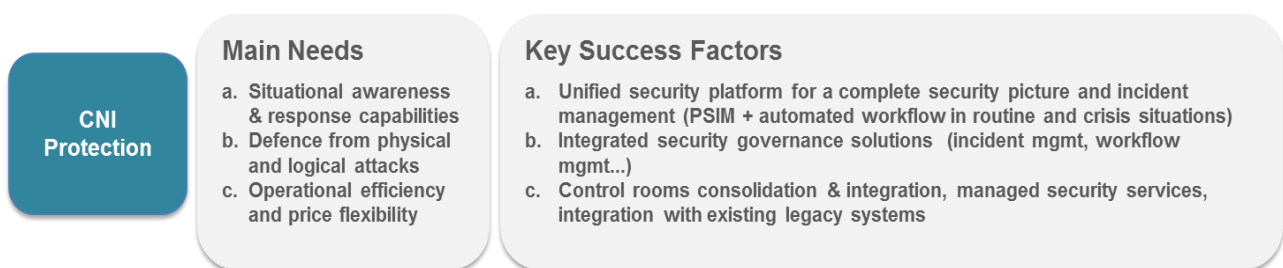 CNI
Protection
Main Needs
a. Situational awareness
& response capabilities
b. Defence from physical
and logical attacks
c. Operational efficiency
and price flexibility
Key Success Factors
a. Unified security platform for a complete security picture and incident
management (PSIM + automated workflow in routine and crisis situations)
b. Integrated security governance solutions (incident mgmt, workflow
mgmt...)
c. Control rooms consolidation & integration, managed security services,
integration with existing legacy systems